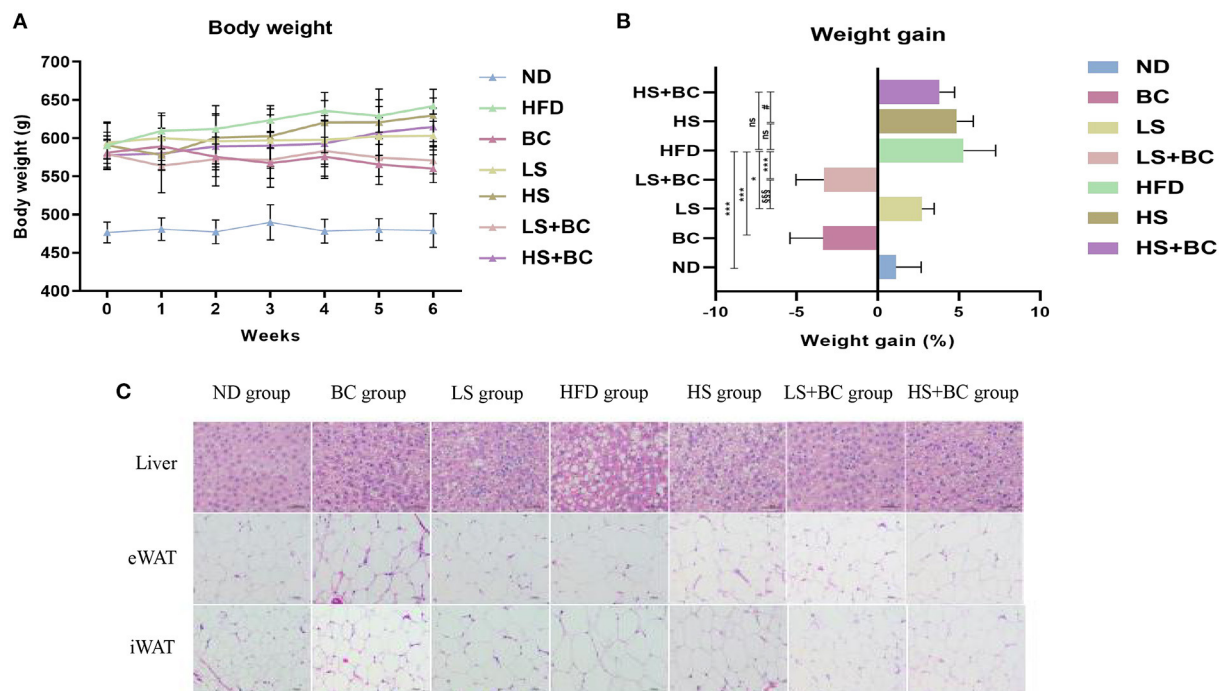 A
Body weight
Body weight (g)
700
650
600
550
500
450
400
0 1 2 3 4 5 6
Weeks
ND
HFD
BC
LS
HS
LS+BC
HS+BC
B
Weight gain
HS+BC
HS
HFD
LS+BC
LS
BC
ND
***
***
*
ns
#
ns
***
§§§
-10 -5 0 5 10
Weight gain (%)
ND
BC
LS
LS+BC
HFD
HS
HS+BC
C
ND group BC group LS group HFD group HS group LS+BC group HS+BC group
Liver
eWAT
iWAT